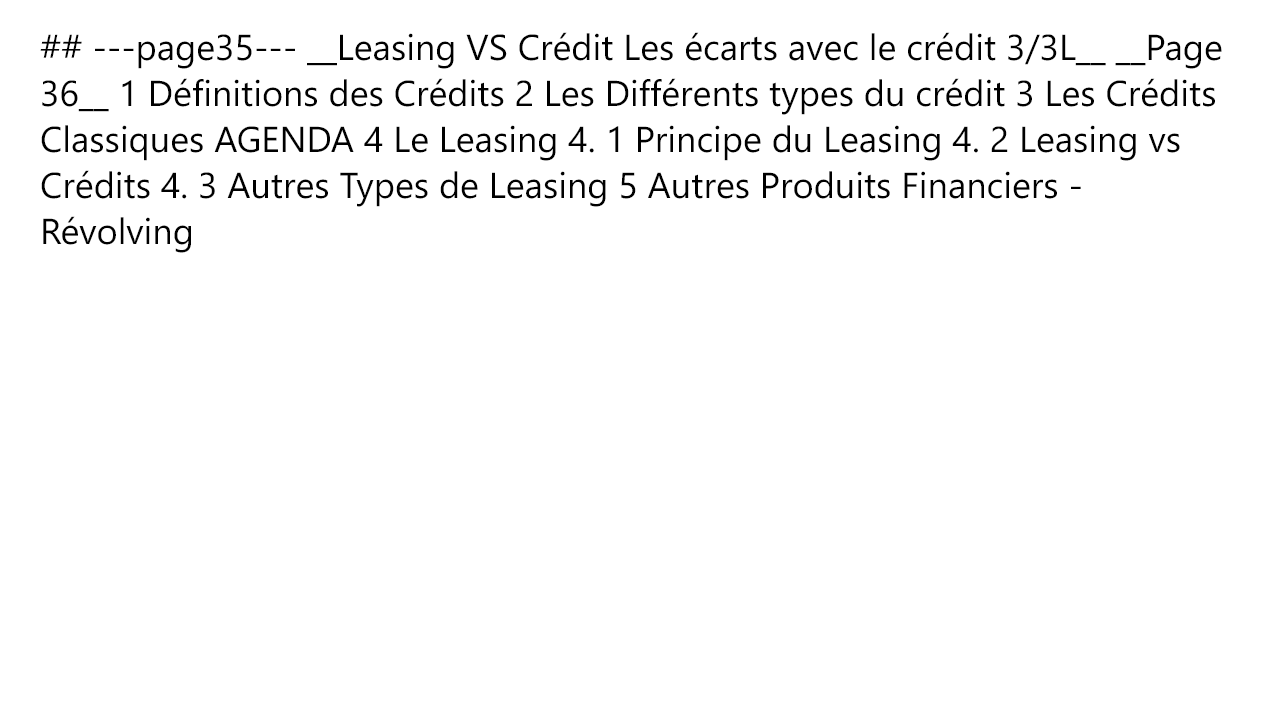 ## ---page35--- __Leasing VS Crédit Les écarts avec le crédit 3/3L__ __Page
36__ 1 Définitions des Crédits 2 Les Différents types du crédit 3 Les Crédits
Classiques AGENDA 4 Le Leasing 4. 1 Principe du Leasing 4. 2 Leasing vs
Crédits 4. 3 Autres Types de Leasing 5 Autres Produits Financiers -
Révolving